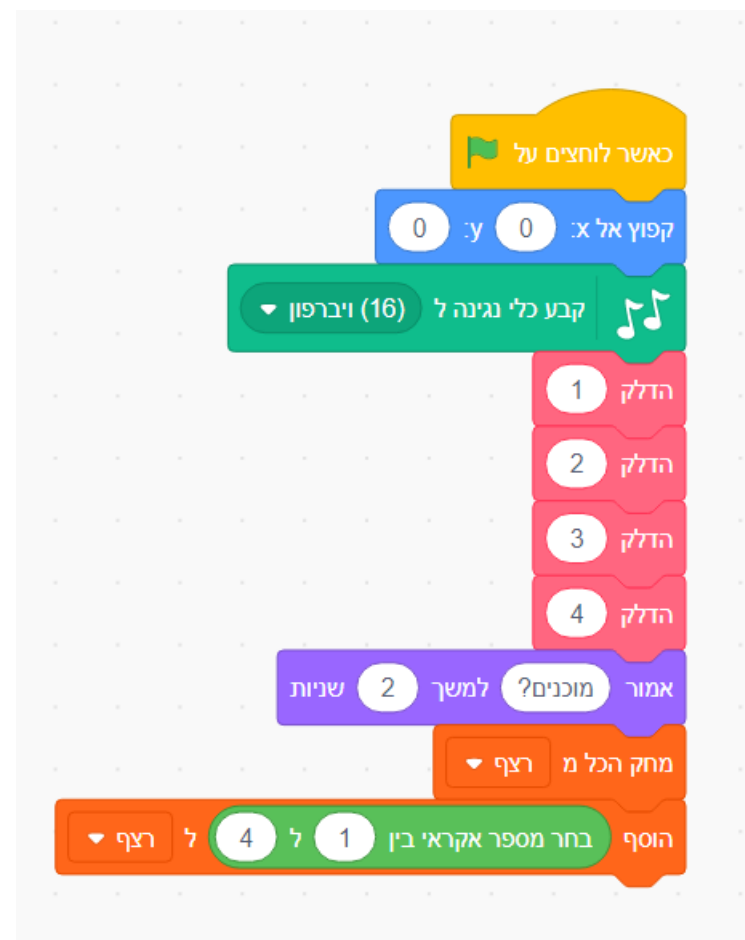 כאשר לוחצים על
קפוץ אל x: 0 y: 0
קבע כלי נגינה ל (16) ויברפון
הדלק 1
הדלק 2
הדלק 3
הדלק 4
אמור מוכנים? למשך 2 שניות
מחק הכל מ רצף
הוסף בחר מספר אקראי בין 1 ל 4 ל רצף